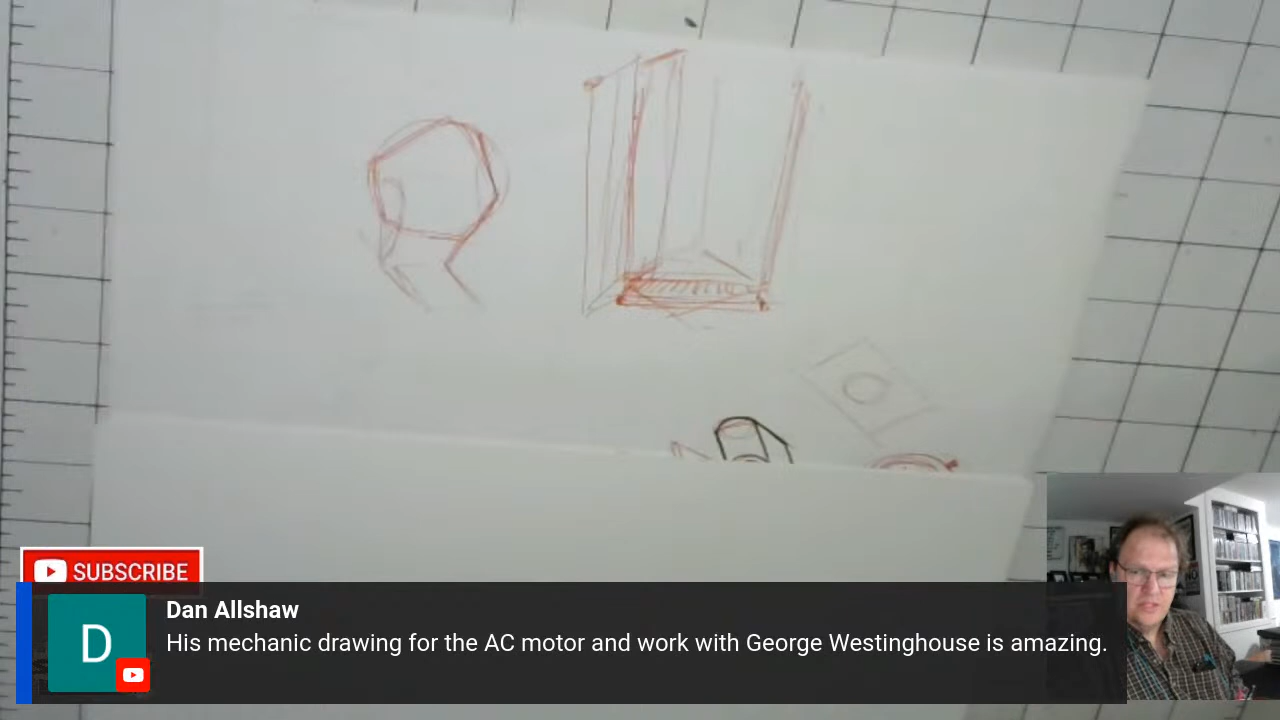 SUBSCRIBE
Dan Allshaw
D
His mechanic drawing for the AC motor and work with George Westinghouse is amazing.